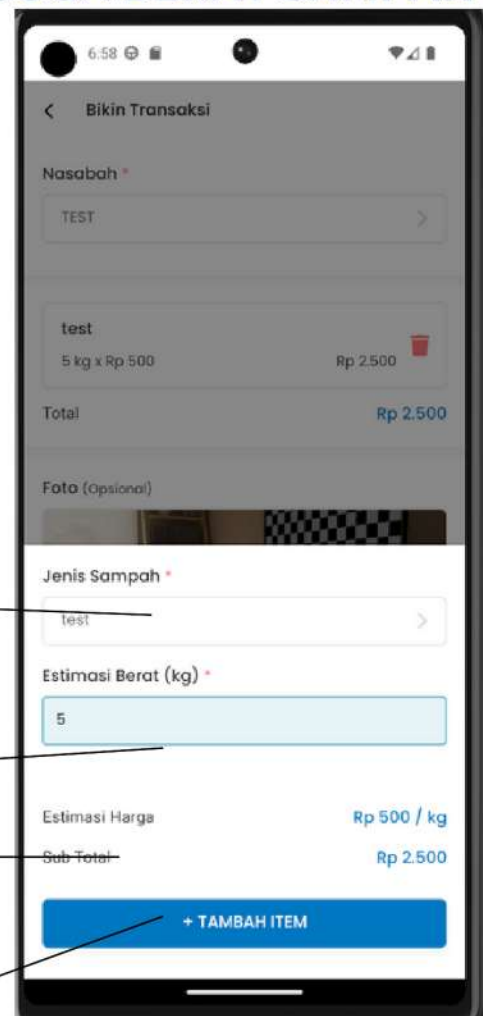 6:58
Bikin Transaksi
Nasabah *
TEST
test
5 kg x Rp 500 Rp 2.500
Total Rp 2.500
Foto (Opsional)
Jenis Sampah *
test
Estimasi Berat (kg) *
5
Estimasi Harga Rp 500 / kg
Sub Total Rp 2.500
+ TAMBAH ITEM